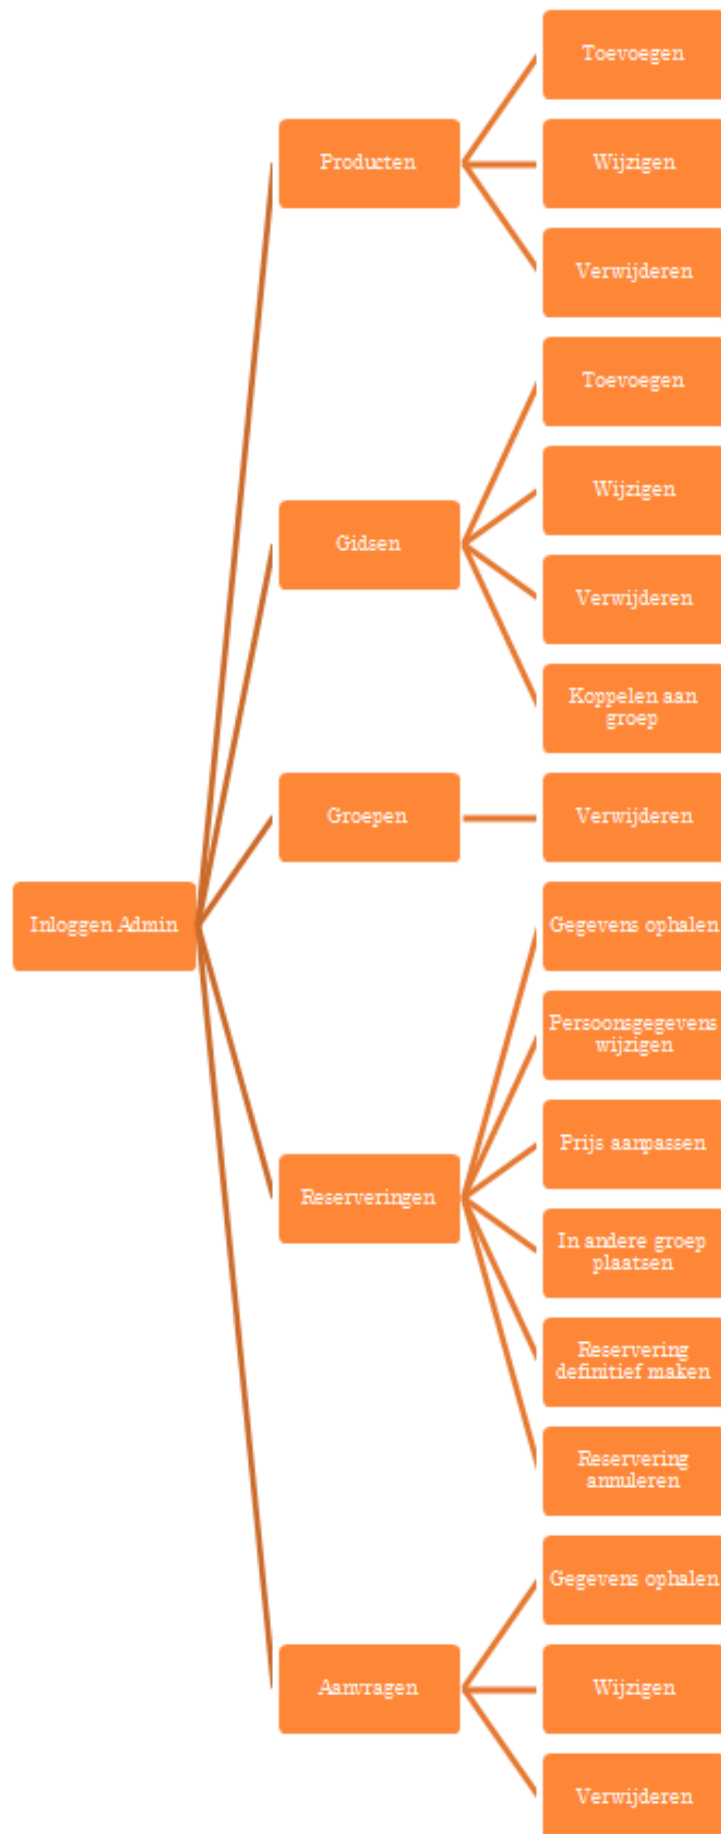 Inloggen Admin
Producten
Toevoegen
Wijzigen
Verwijderen
Gidsen
Toevoegen
Wijzigen
Verwijderen
Koppelen aan
groep
Groepen
Verwijderen
Reserveringen
Gegevens ophalen
Persoonsgegevens
wijzigen
Prijs aanpassen
In andere groep
plaatsen
Reservering
definitief maken
Reservering
annuleren
Aanvragen
Gegevens ophalen
Wijzigen
Verwijderen